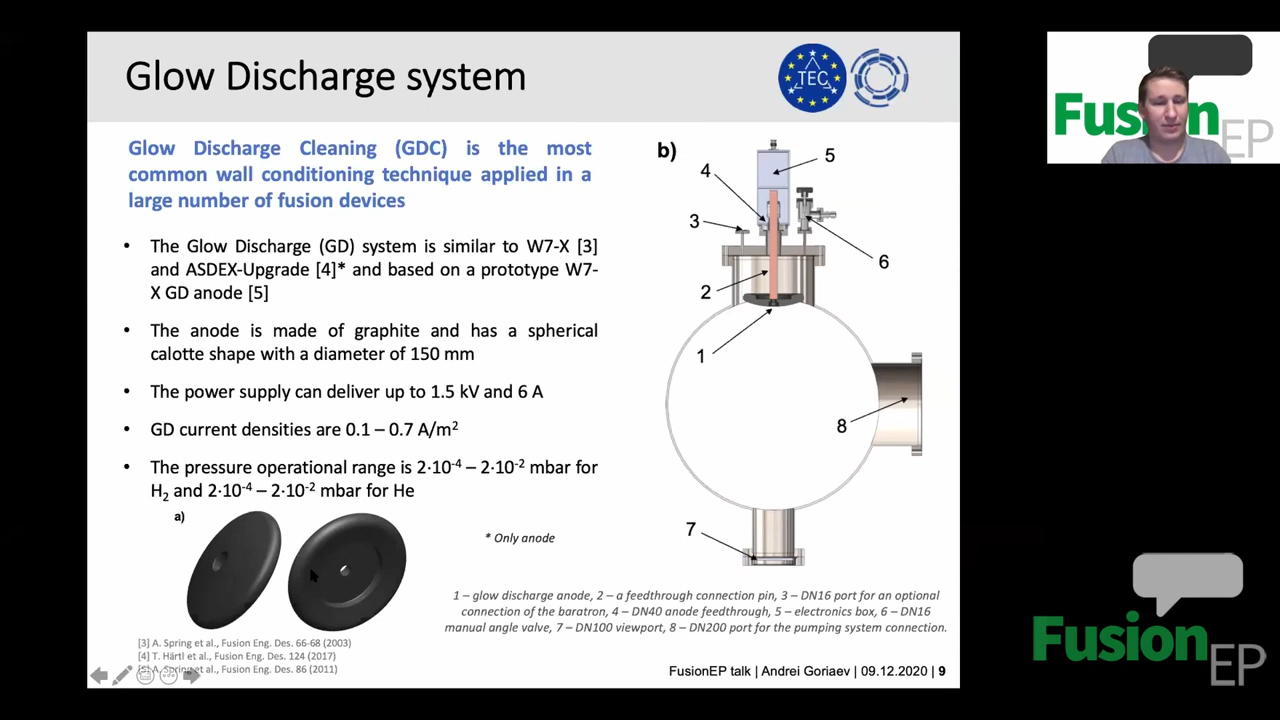 Glow Discharge system
TEC
Glow Discharge Cleaning (GDC) is the most
common wall conditioning technique applied in a
large number of fusion devices
• The Glow Discharge (GD) system is similar to W7-X [3]
and ASDEX-Upgrade [4]* and based on a prototype W7-
X GD anode [5]
• The anode is made of graphite and has a spherical
calotte shape with a diameter of 150 mm
• The power supply can deliver up to 1.5 kV and 6 A
• GD current densities are 0.1 – 0.7 A/m²
• The pressure operational range is 2·10⁻⁴ – 2·10⁻² mbar for
H₂ and 2·10⁻⁴ – 2·10⁻² mbar for He
a)
* Only anode
b)
5
4
3
6
2
1
8
7
1 – glow discharge anode, 2 – a feedthrough connection pin, 3 – DN16 port for an optional
connection of the baratron, 4 – DN40 anode feedthrough, 5 – electronics box, 6 – DN16
manual angle valve, 7 – DN100 viewport, 8 – DN200 port for the pumping system connection.
[3] A. Spring et al., Fusion Eng. Des. 66-68 (2003)
[4] T. Härtl et al., Fusion Eng. Des. 124 (2017)
[5] A. Spring et al., Fusion Eng. Des. 86 (2011)
FusionEP talk | Andrei Goriaev | 09.12.2020 | 9
Fusion
EP
Fusion
EP